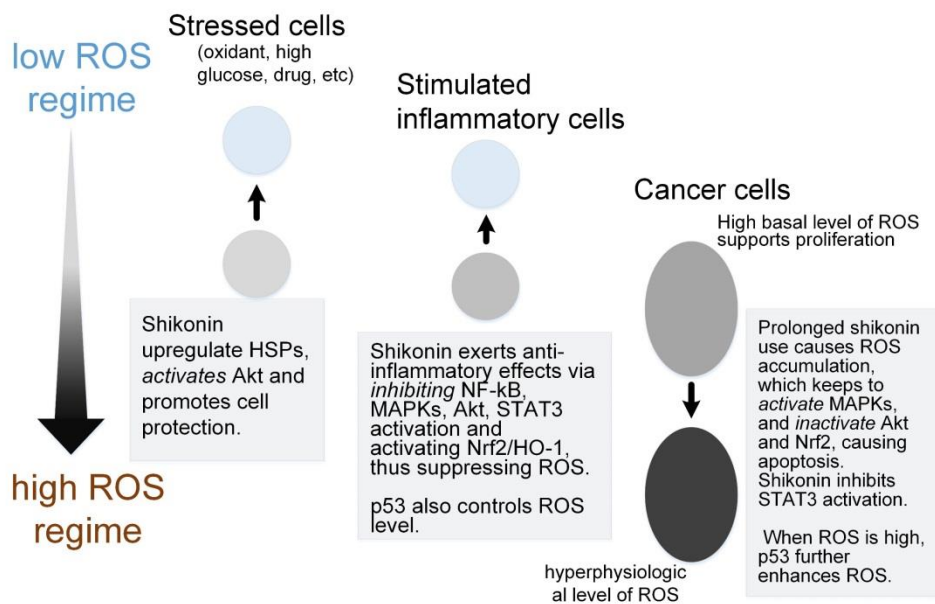 low ROS
regime
high ROS
regime
Stressed cells
(oxidant, high
glucose, drug, etc)
Shikonin
upregulate HSPs,
activates Akt and
promotes cell
protection.
Stimulated
inflammatory cells
Shikonin exerts anti-
inflammatory effects via
inhibiting NF-kB,
MAPKs, Akt, STAT3
activation and
activating Nrf2/HO-1,
thus suppressing ROS.
p53 also controls ROS
level.
Cancer cells
High basal level of ROS
supports proliferation
Prolonged shikonin
use causes ROS
accumulation,
which keeps to
activate MAPKs,
and inactivate Akt
and Nrf2, causing
apoptosis.
Shikonin inhibits
STAT3 activation.
When ROS is high,
p53 further
enhances ROS.
hyperphysiologic
al level of ROS